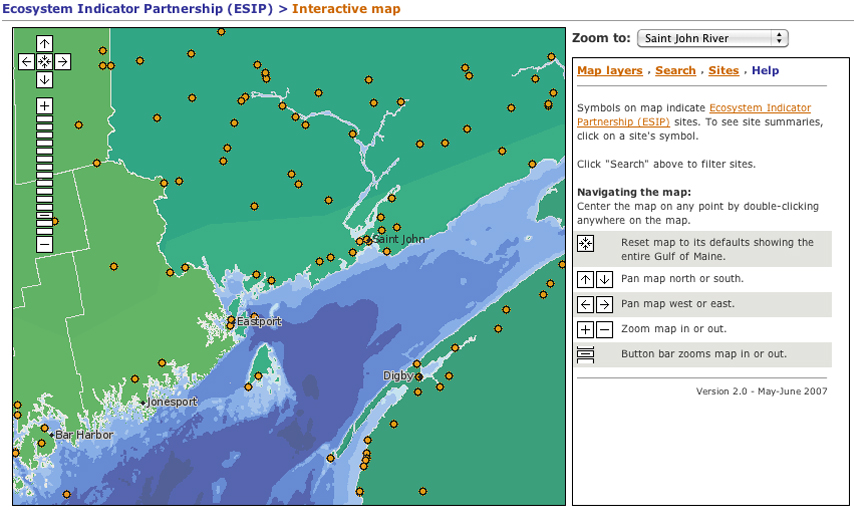 Ecosystem Indicator Partnership (ESIP) > Interactive map
Zoom to: Saint John River
Map layers . Search . Sites . Help
Symbols on map indicate Ecosystem Indicator
Partnership (ESIP) sites. To see site summaries,
click on a site's symbol.
Click "Search" above to filter sites.
Navigating the map:
Center the map on any point by double-clicking
anywhere on the map.
Reset map to its defaults showing the
entire Gulf of Maine.
Pan map north or south.
Pan map west or east.
Zoom map in or out.
Button bar zooms map in or out.
Version 2.0 - May-June 2007
Saint John
Eastport
Digby
Jonesport
Bar Harbor